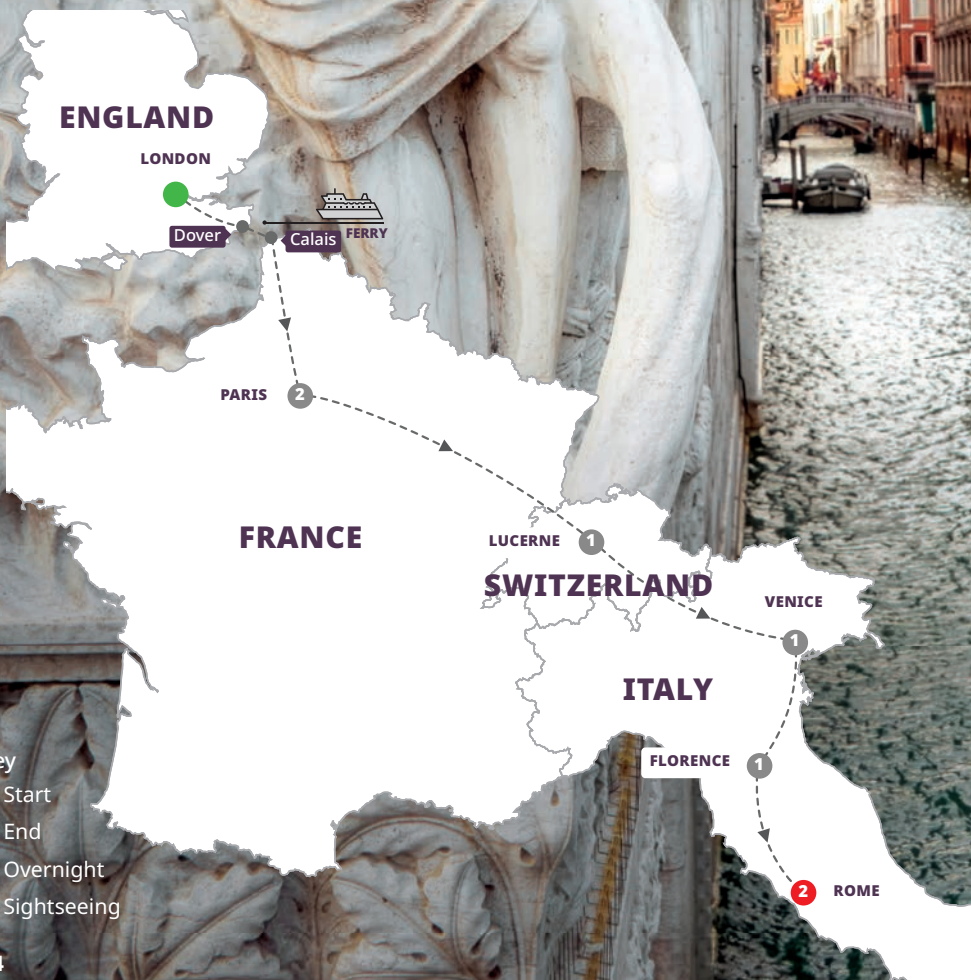 ENGLAND
LONDON
Dover
Calais
FERRY
PARIS
2
FRANCE
LUCERNE
1
SWITZERLAND
VENICE
1
ITALY
FLORENCE
1
Start
End
Overnight
Sightseeing
2
ROME